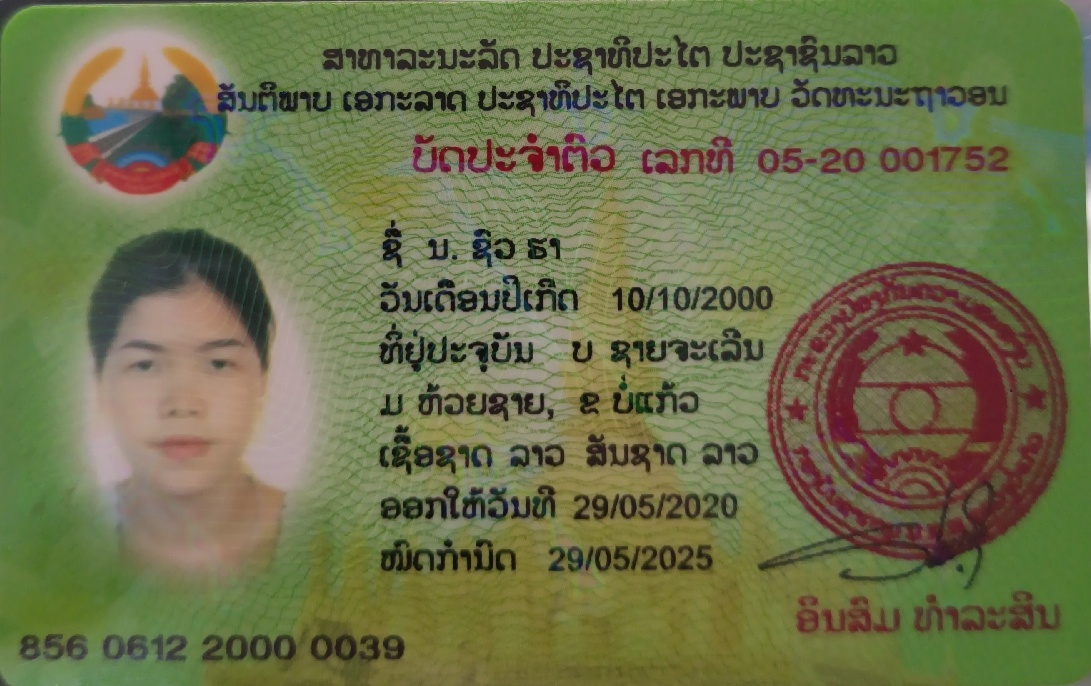 ສາທາລະນະລັດ ປະຊາທິປະໄຕ ປະຊາຊົນລາວ
ສັນຕິພາບ ເອກະລາດ ປະຊາທິປະໄຕ ເອກະພາບ ວັດທະນະຖາວອນ
ບັດປະຈຳຕົວ ເລກທີ 05-20 001752
ຊື່ ນ. ຊົວ ຣາ
ວັນເດືອນປີເກີດ 10/10/2000
ທີ່ຢູ່ປະຈຸບັນ ບ ຊາຍຈະເລີນ
ມ ຫ້ວຍຊາຍ, ຂ ບໍ່ແກ້ວ
ເຊື້ອຊາດ ລາວ ສັນຊາດ ລາວ
ອອກໃຫ້ວັນທີ 29/05/2020
ໝົດກຳນົດ 29/05/2025
ອິນສົມ ທຳລະສິນ
856 0612 2000 0039